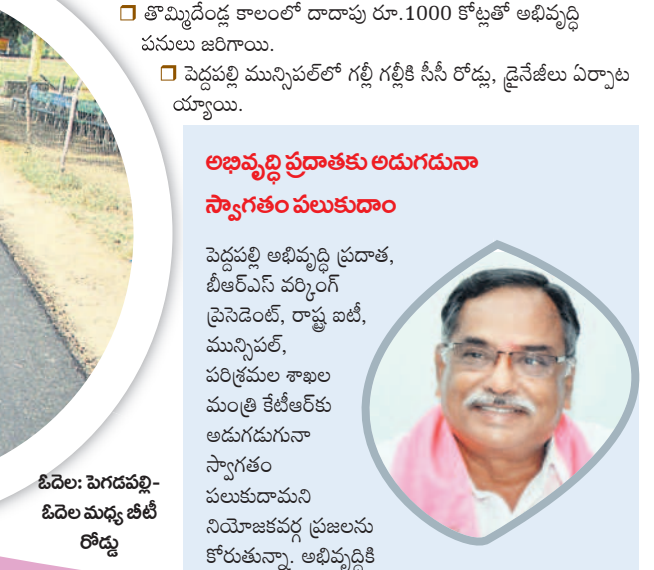 ❐ తొమ్మిదేండ్ల కాలంలో దాదాపు రూ.1000 కోట్లతో అభివృద్ధి
పనులు జరిగాయి.
❐ పెద్దపల్లి మున్సిపల్‌లో గల్లీ గల్లీకి సీసీ రోడ్లు, డ్రైనేజీలు ఏర్పాట
య్యాయి.
అభివృద్ధి ప్రదాతకు అడుగడునా
స్వాగతం పలుకుదాం
పెద్దపల్లి అభివృద్ధి ప్రదాత,
బీఆర్ఎస్ వర్కింగ్
ప్రెసెడెంట్, రాష్ట్ర ఐటీ,
మున్సిపల్,
పరిశ్రమల శాఖల
మంత్రి కేటీఆర్‌కు
అడుగడుగునా
స్వాగతం
పలుకుదామని
నియోజకవర్గ ప్రజలను
కోరుతున్నా. అభివృద్ధికి
ఓదెల: పెగడపల్లి-
ఓదెల మధ్య బీటీ
రోడ్డు